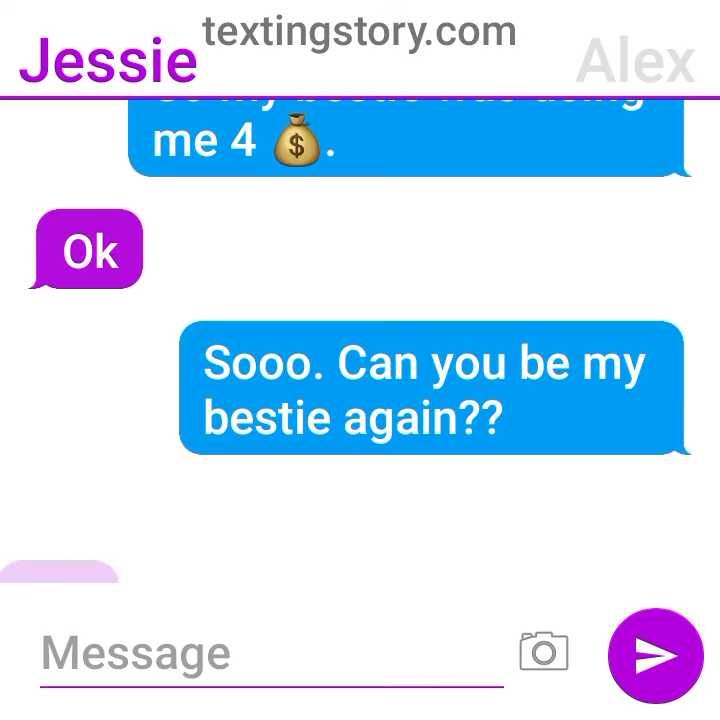 textingstory.com
Jessie
Alex
me 4 💰.
Ok
Sooo. Can you be my
bestie again??
Message